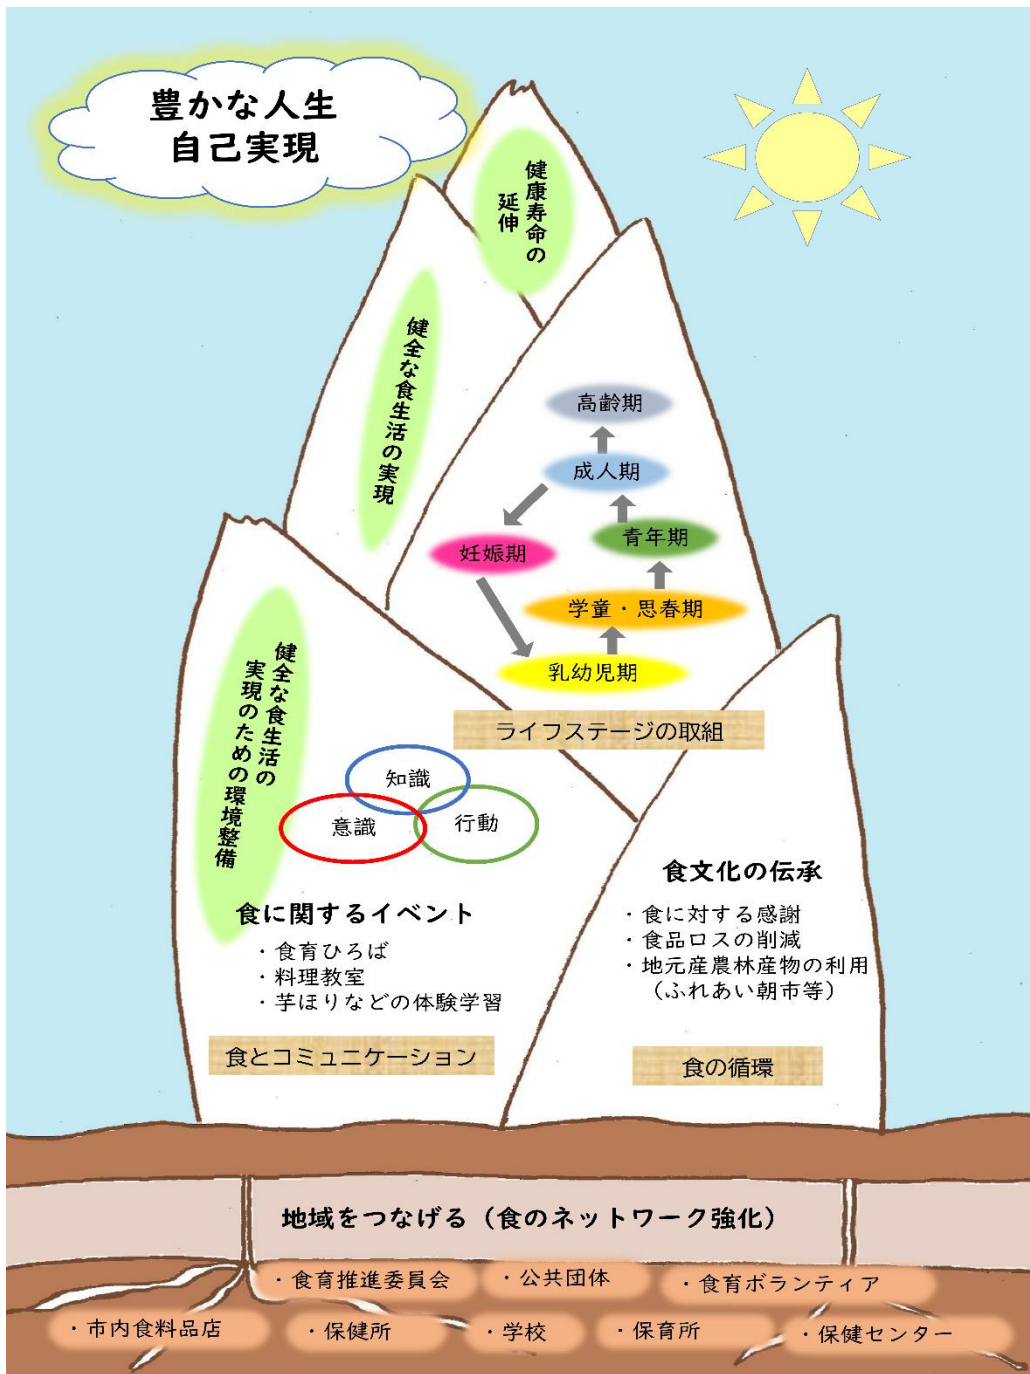 豊かな人生
自己実現
健康寿命の
延伸
健全な食生活の実現
高齢期
成人期
青年期
妊娠期
学童・思春期
乳幼児期
ライフステージの取組
健全な食生活の
実現のための環境整備
知識
意識
行動
食に関するイベント
・食育ひろば
・料理教室
・芋ほりなどの体験学習
食とコミュニケーション
食文化の伝承
・食に対する感謝
・食品ロスの削減
・地元産農林産物の利用
（ふれあい朝市等）
食の循環
地域をつなげる（食のネットワーク強化）
・食育推進委員会
・公共団体
・食育ボランティア
・市内食料品店
・保健所
・学校
・保育所
・保健センター